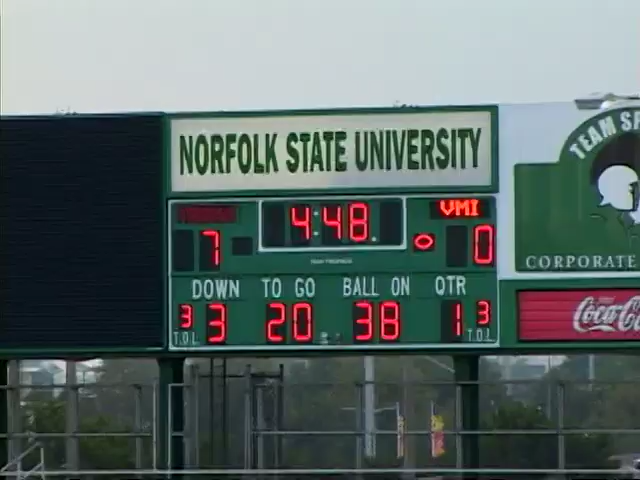 NORFOLK STATE UNIVERSITY
TEAM SP
4:48.
VMI
7
0
DOWN TO GO BALL ON QTR
3 3 20 38 1 3
T.O.L. T.O.L.
CORPORATE
Coca-Co